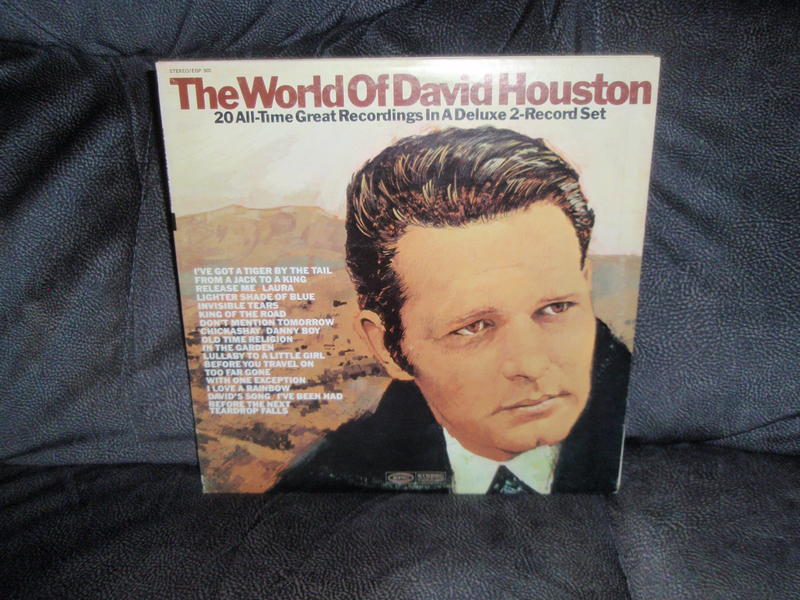 STEREO/EGP 502
The World Of David Houston
20 All-Time Great Recordings In A Deluxe 2-Record Set
I'VE GOT A TIGER BY THE TAIL
FROM A JACK TO A KING
RELEASE ME LAURA
LIGHTER SHADE OF BLUE
INVISIBLE TEARS
KING OF THE ROAD
DON'T MENTION TOMORROW
CHICKASHAY DANNY BOY
OLD TIME RELIGION
IN THE GARDEN
LULLABY TO A LITTLE GIRL
BEFORE YOU TRAVEL ON
TOO FAR GONE
WITH ONE EXCEPTION
I LOVE A RAINBOW
DAVID'S SONG / I'VE BEEN HAD
BEFORE THE NEXT
TEARDROP FALLS
EPIC STEREO